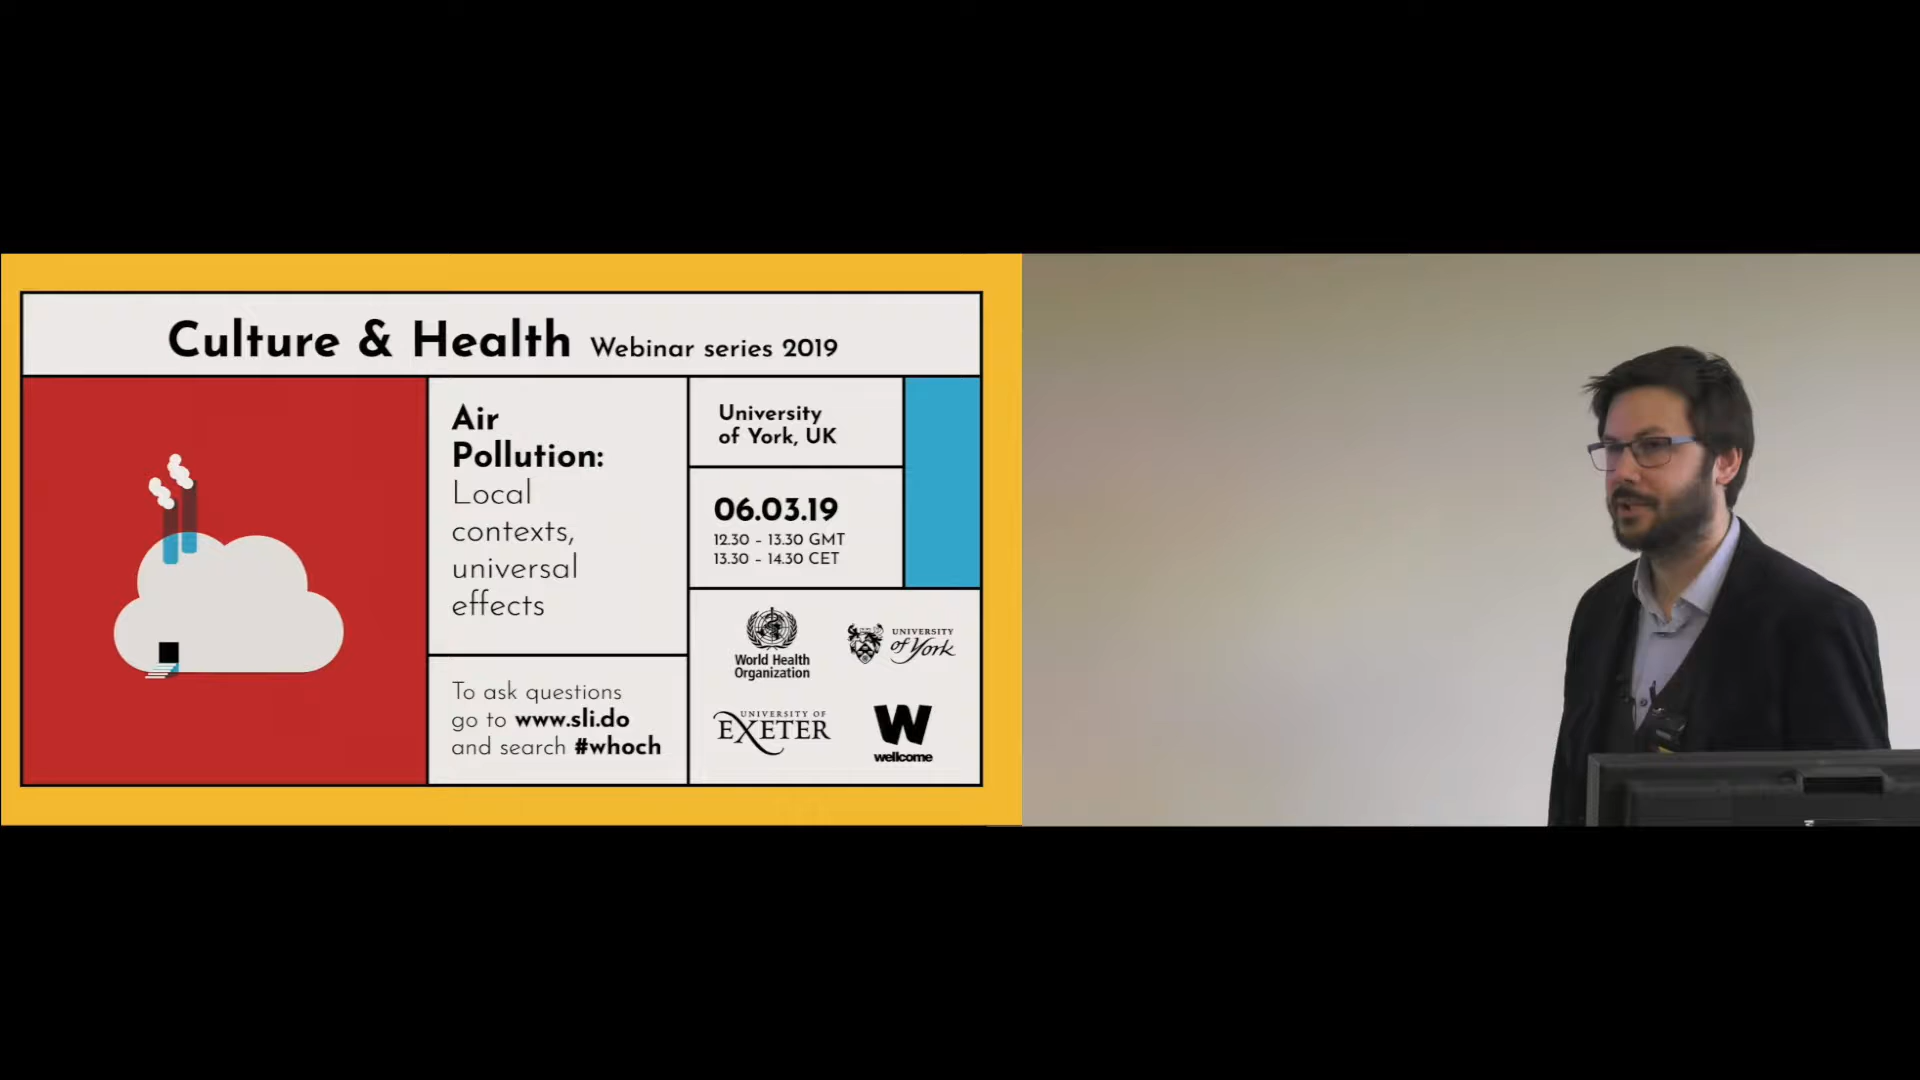 Culture & Health Webinar series 2019
Air
Pollution:
Local
contexts,
universal
effects
To ask questions
go to www.sli.do
and search #whoch
University
of York, UK
06.03.19
12.30 – 13.30 GMT
13.30 – 14.30 CET
World Health
Organization
UNIVERSITY
of York
UNIVERSITY OF
EXETER
W
wellcome